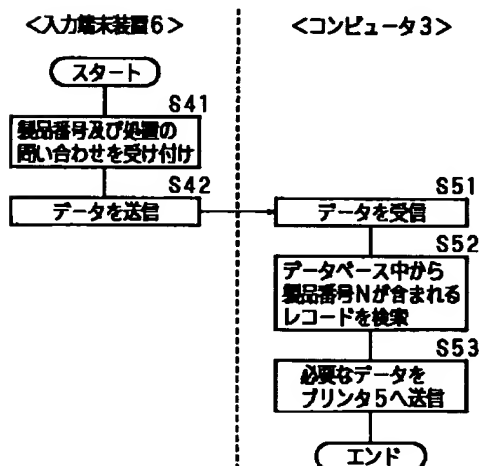 <入力端末装置6>
スタート
S41
製品番号及び処置の
問い合わせを受け付け
S42
データを送信
<コンピュータ3>
S51
データを受信
S52
データベース中から
製品番号Nが含まれる
レコードを検索
S53
必要なデータを
プリンタ5へ送信
エンド